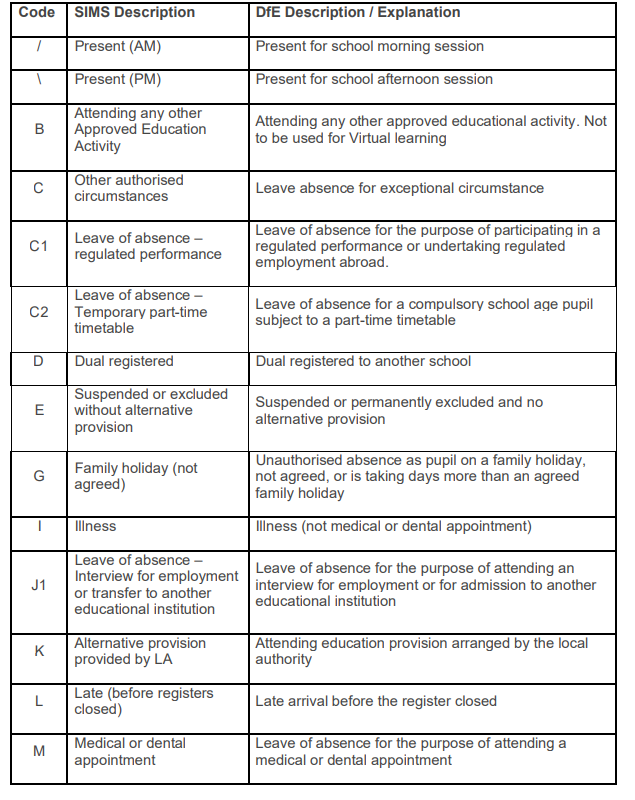 Code SIMS Description DfE Description / Explanation
/ Present (AM) Present for school morning session
\ Present (PM) Present for school afternoon session
B
Attending any other
Approved Education
Activity
Attending any other approved educational activity. Not
to be used for Virtual learning
C
Other authorised
circumstances
Leave absence for exceptional circumstance
C1
Leave of absence –
regulated performance
Leave of absence for the purpose of participating in a
regulated performance or undertaking regulated
employment abroad.
C2
Leave of absence –
Temporary part-time
timetable
Leave of absence for a compulsory school age pupil
subject to a part-time timetable
D Dual registered Dual registered to another school
E
Suspended or excluded
without alternative
provision
Suspended or permanently excluded and no
alternative provision
G
Family holiday (not
agreed)
Unauthorised absence as pupil on a family holiday,
not agreed, or is taking days more than an agreed
family holiday
I Illness Illness (not medical or dental appointment)
J1
Leave of absence –
Interview for employment
or transfer to another
educational institution
Leave of absence for the purpose of attending an
interview for employment or for admission to another
educational institution
K
Alternative provision
provided by LA
Attending education provision arranged by the local
authority
L
Late (before registers
closed)
Late arrival before the register closed
M
Medical or dental
appointment
Leave of absence for the purpose of attending a
medical or dental appointment